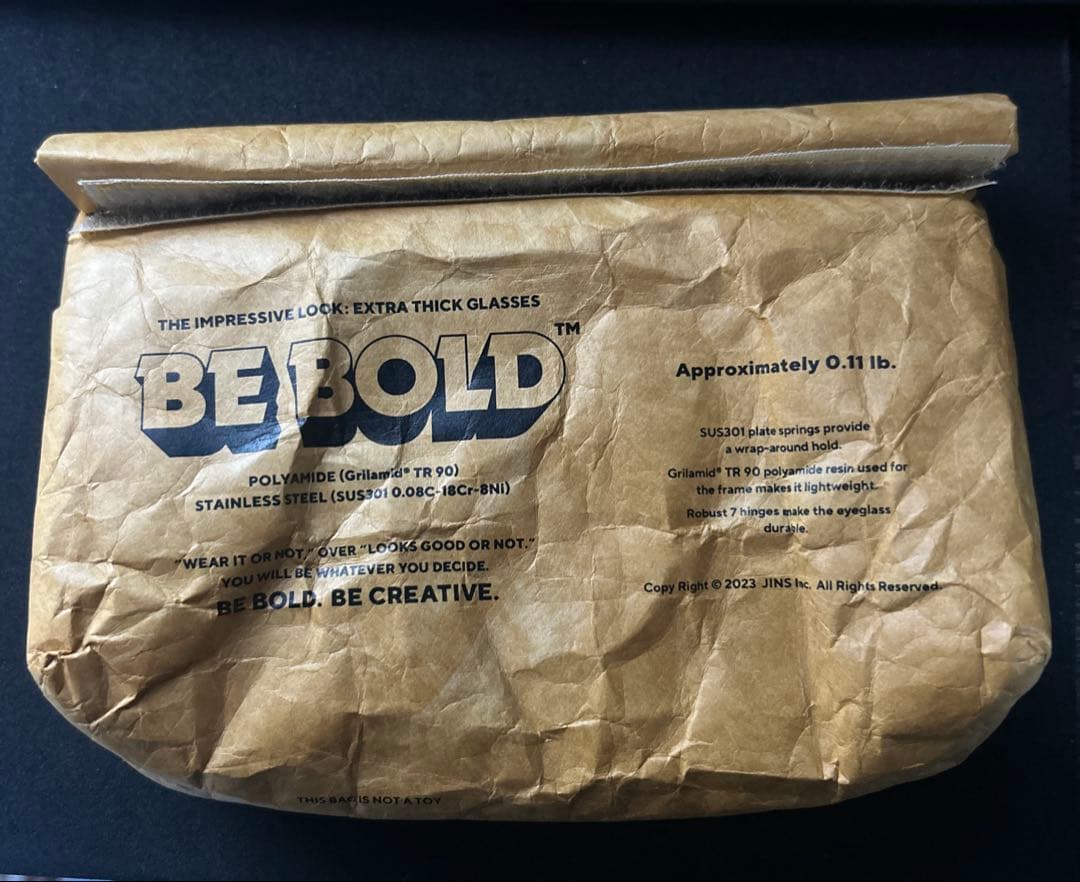 THE IMPRESSIVE LOOK: EXTRA THICK GLASSES
BE BOLD™
POLYAMIDE (Grilamid® TR 90)
STAINLESS STEEL (SUS301 0.08C-18Cr-8Ni)
"WEAR IT OR NOT," OVER "LOOKS GOOD OR NOT."
YOU WILL BE WHATEVER YOU DECIDE.
BE BOLD. BE CREATIVE.
Approximately 0.11 lb.
SUS301 plate springs provide
a wrap-around hold.
Grilamid® TR 90 polyamide resin used for
the frame makes it lightweight.
Robust 7 hinges make the eyeglass
durable.
Copy Right © 2023 JINS Inc. All Rights Reserved.
THIS BAG IS NOT A TOY